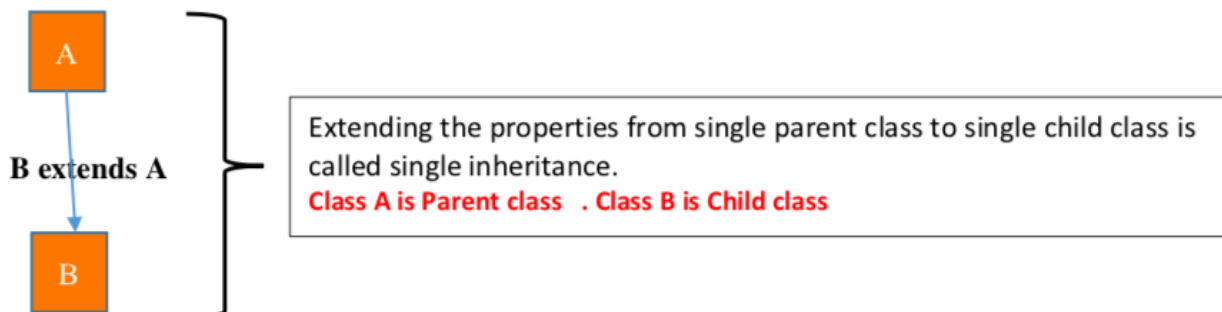 A
B extends A
B
Extending the properties from single parent class to single child class is
called single inheritance.
Class A is Parent class . Class B is Child class